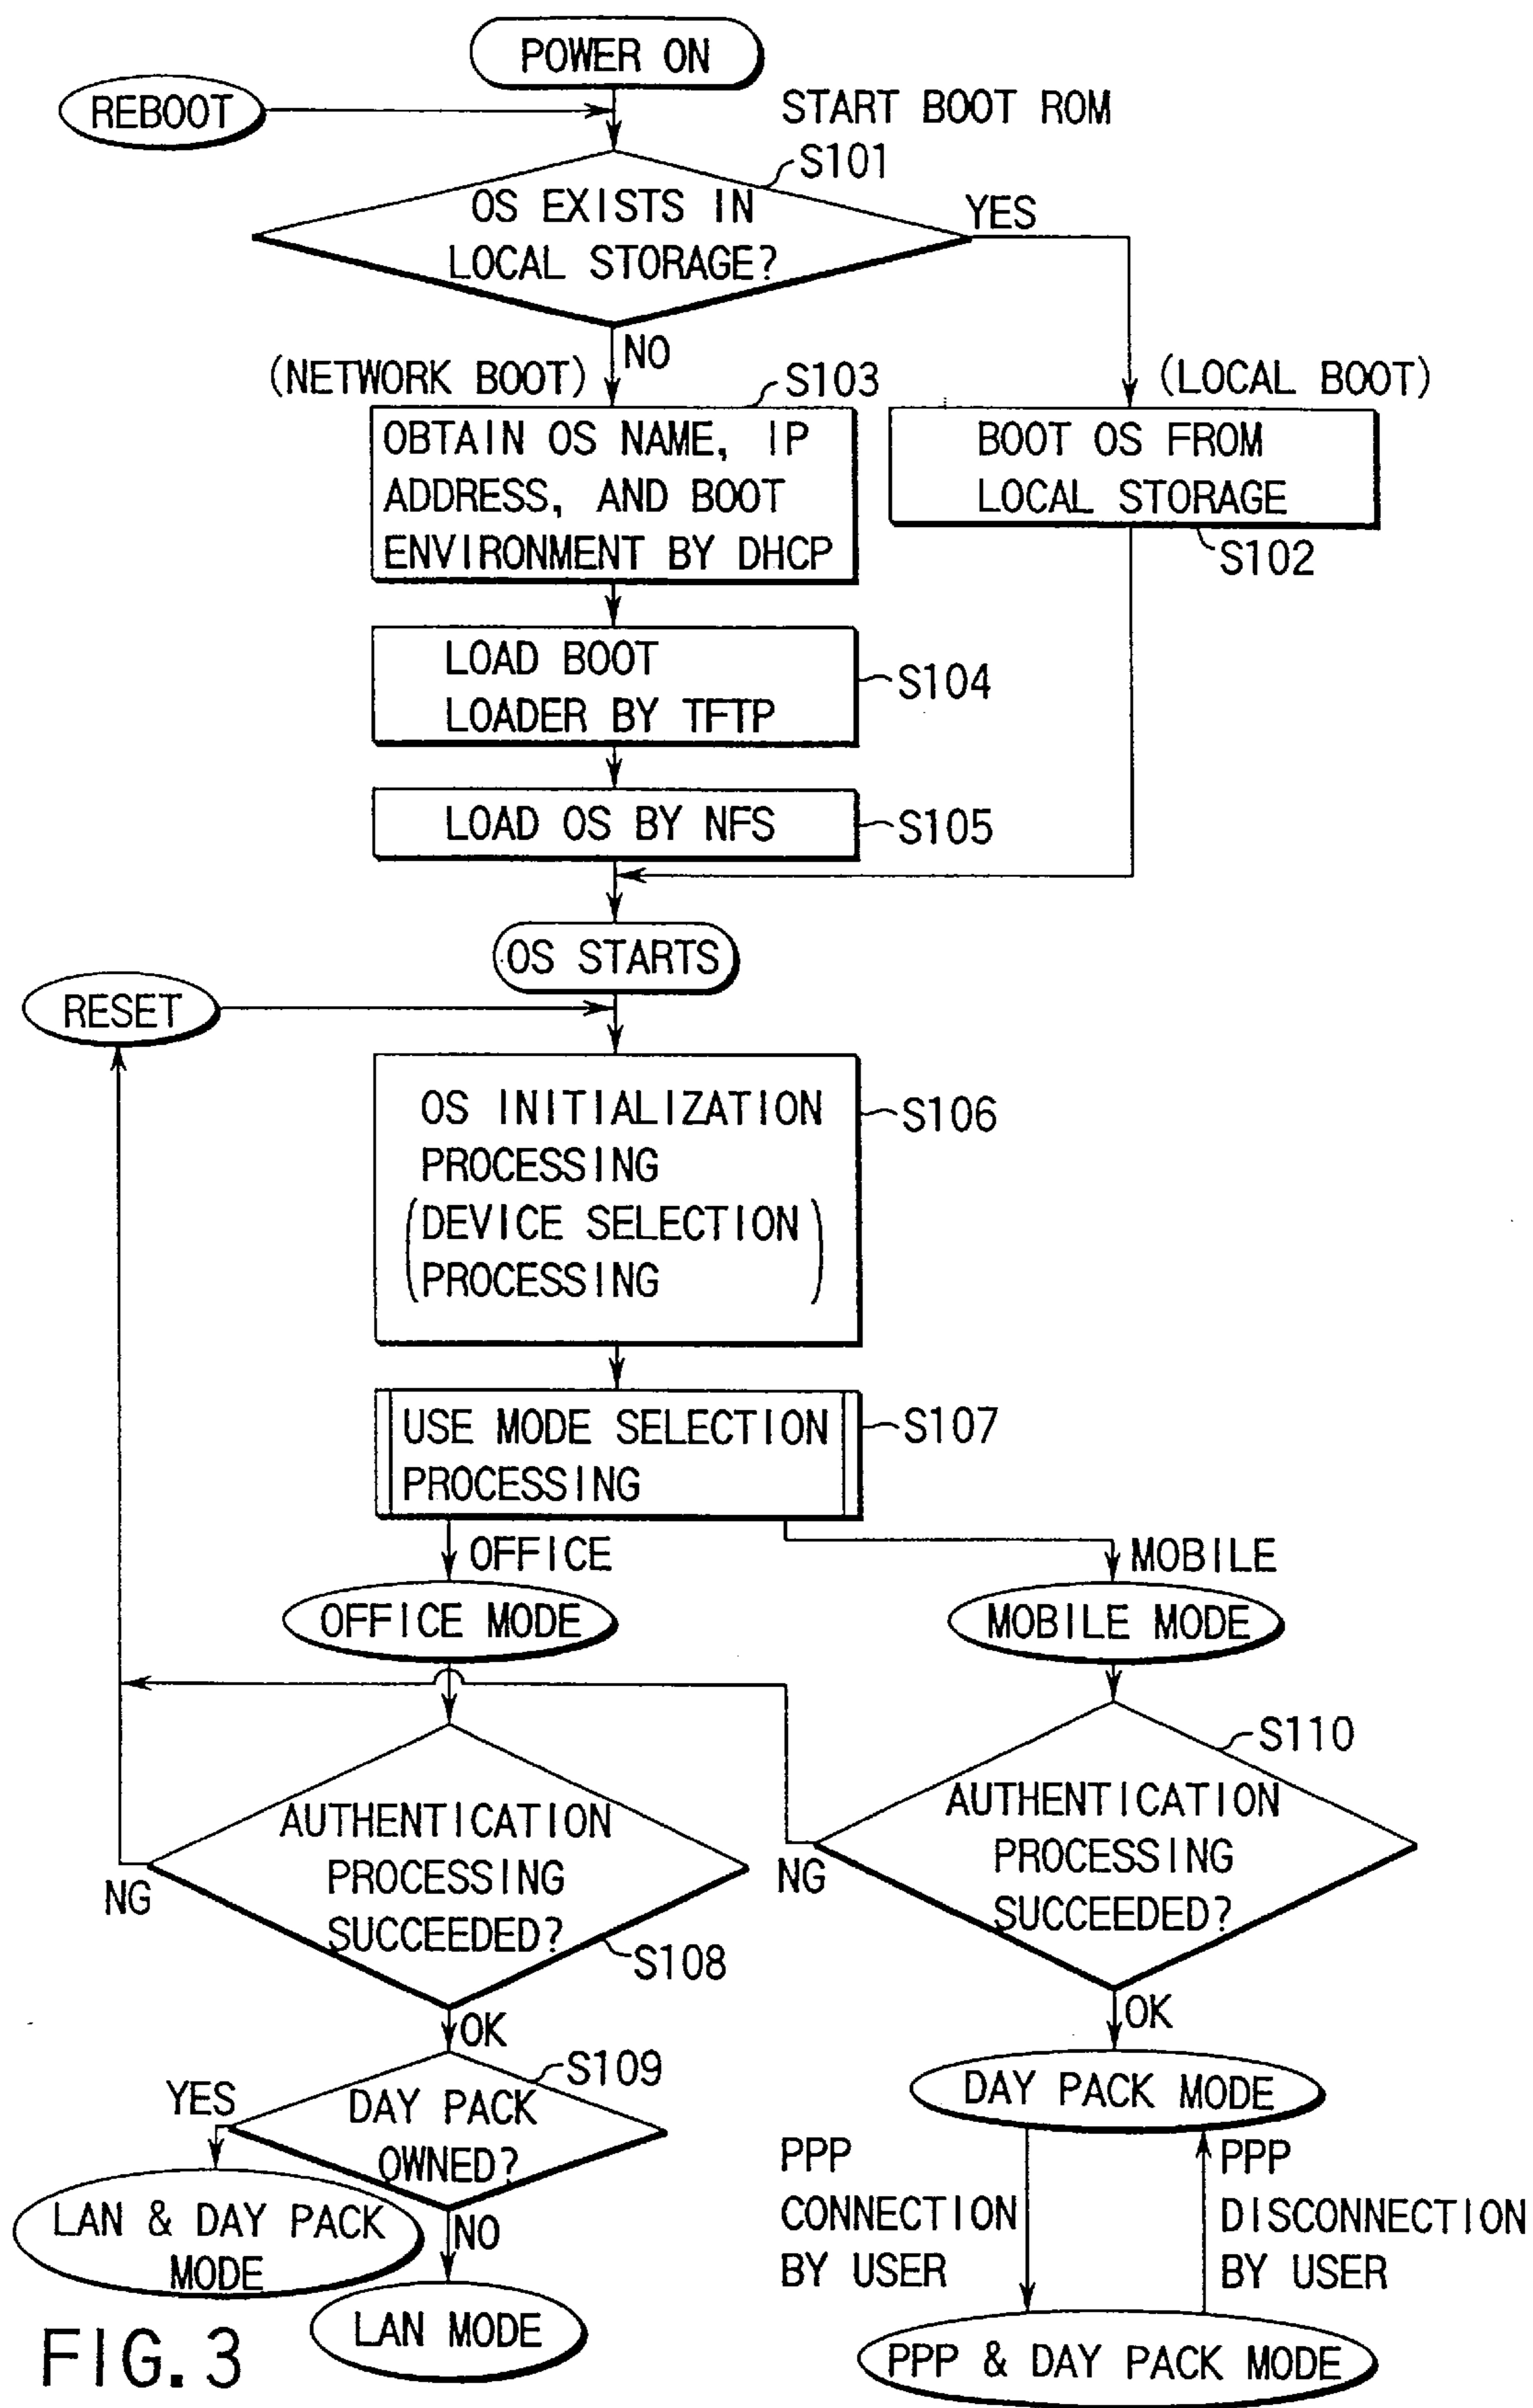 POWER ON
REBOOT
START BOOT ROM
S101
OS EXISTS IN
LOCAL STORAGE?
YES
NO
(NETWORK BOOT)
S103
(LOCAL BOOT)
OBTAIN OS NAME, IP
ADDRESS, AND BOOT
ENVIRONMENT BY DHCP
BOOT OS FROM
LOCAL STORAGE
S102
LOAD BOOT
LOADER BY TFTP
S104
LOAD OS BY NFS
S105
OS STARTS
RESET
OS INITIALIZATION
PROCESSING
(DEVICE SELECTION
PROCESSING)
S106
USE MODE SELECTION
PROCESSING
S107
OFFICE
MOBILE
OFFICE MODE
MOBILE MODE
S110
AUTHENTICATION
PROCESSING
SUCCEEDED?
NG
S108
AUTHENTICATION
PROCESSING
SUCCEEDED?
NG
OK
OK
S109
DAY PACK
OWNED?
YES
NO
LAN & DAY PACK
MODE
LAN MODE
DAY PACK MODE
PPP
CONNECTION
BY USER
PPP
DISCONNECTION
BY USER
PPP & DAY PACK MODE
FIG. 3